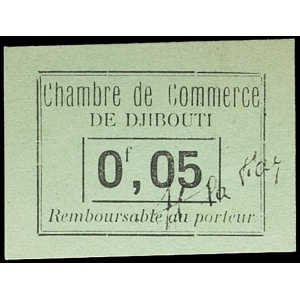 Chambre de Commerce
DE DJIBOUTI
0f,05
Remboursable au porteur